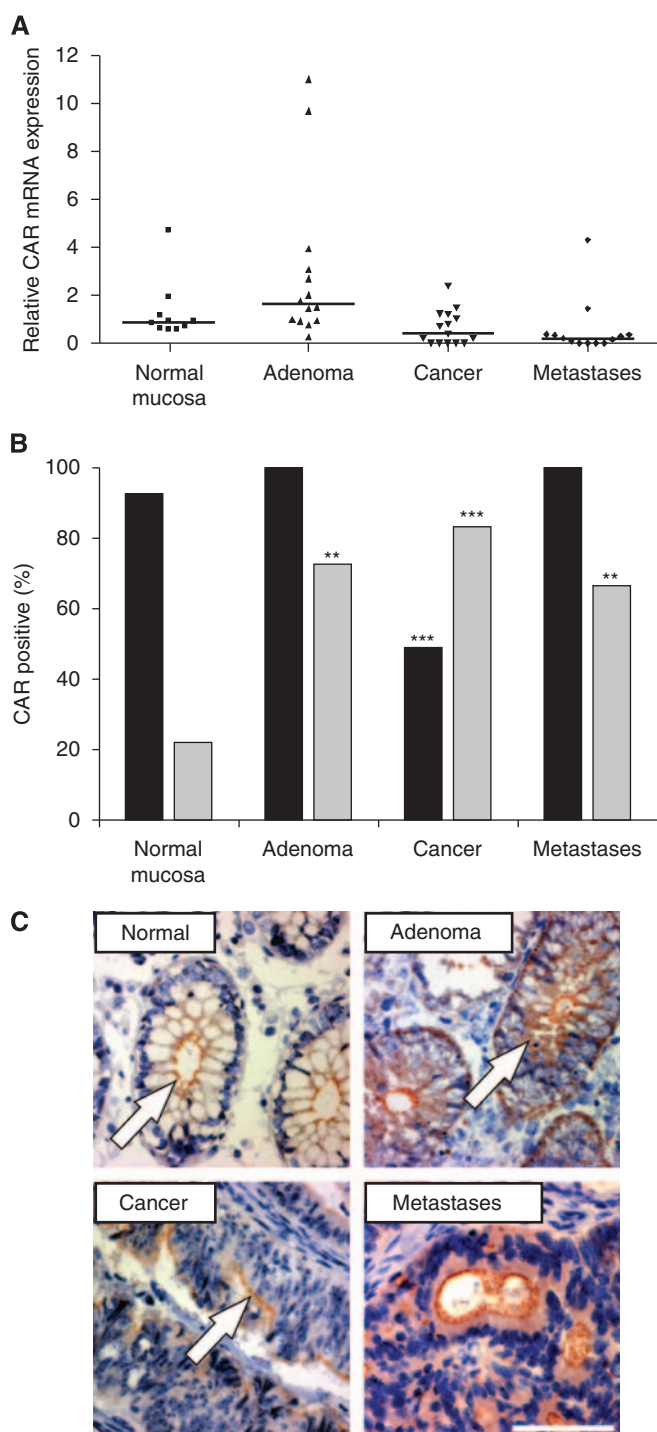 A
Relative CAR mRNA expression
12
10
8
6
4
2
0
Normal mucosa
Adenoma
Cancer
Metastases
B
CAR positive (%)
100
80
60
40
20
0
**
***
***
**
Normal mucosa
Adenoma
Cancer
Metastases
C
Normal
Adenoma
Cancer
Metastases